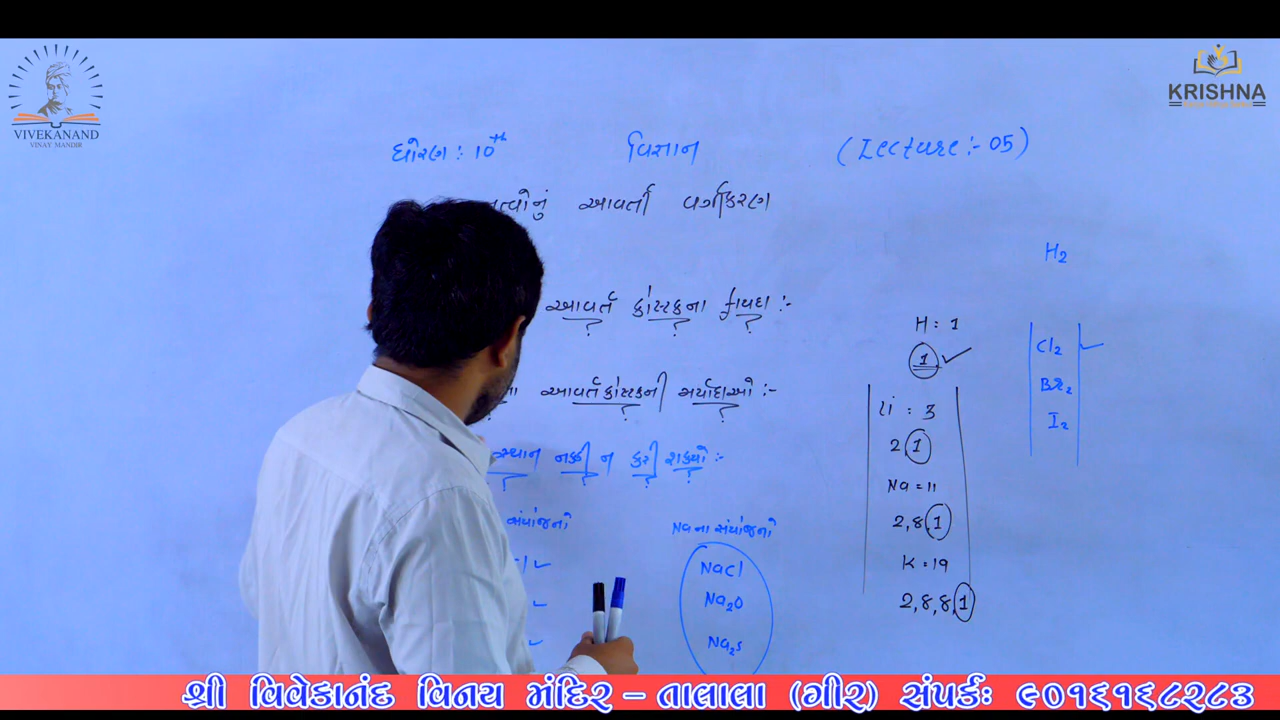 VIVEKANAND
VINAY MANDIR
KRISHNA
ધોરણ : 10th વિજ્ઞાન (Lecture :- 05)
તત્વોનું આવર્તી વર્ગીકરણ
આવર્ત કોષ્ટકના ફાયદા :-
? ? ?
આવર્તકોષ્ટકની મર્યાદાઓ :-
? ?
સ્થાન નક્કી ન કરી શકાયો :-
? ? ? ?
સંયોજનો Naના સંયોજનો
NaCl
Na2O
Na2S
H : 1
1
Li : 3
2,1
Na = 11
2,8,1
K = 19
2,8,8,1
H2
Cl2
Br2
I2
શ્રી વિવેકાનંદ વિનય મંદિર – તાલાલા (ગીર) સંપર્કઃ ૯૦૧૬૧૬૮૨૮૩